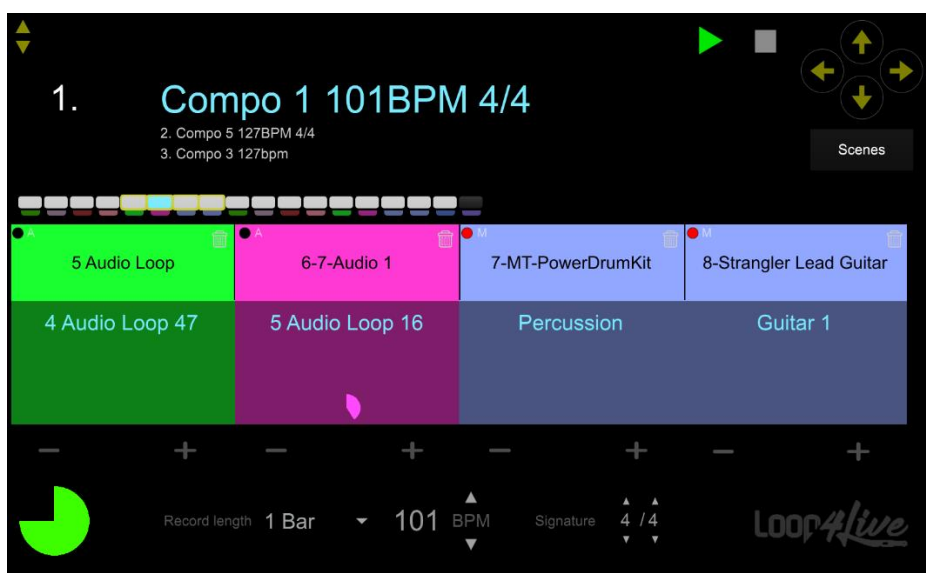 1. Compo 1 101BPM 4/4
2. Compo 5 127BPM 4/4
3. Compo 3 127bpm
Scenes
A A M M
5 Audio Loop 6-7-Audio 1 7-MT-PowerDrumKit 8-Strangler Lead Guitar
4 Audio Loop 47 5 Audio Loop 16 Percussion Guitar 1
− + − + − + − +
Record length 1 Bar 101 BPM Signature 4 / 4
Loop4live